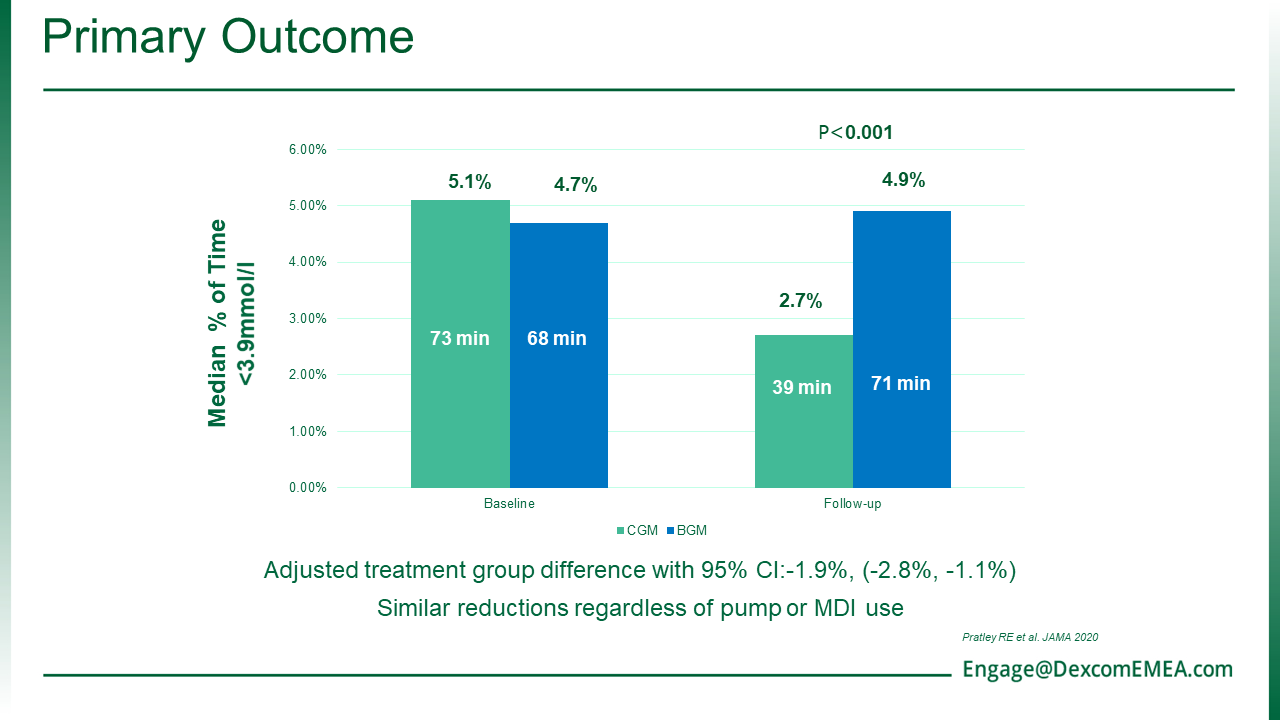 Primary Outcome
P<0.001
6.00%
5.00%
4.00%
3.00%
2.00%
1.00%
0.00%
Median % of Time
<3.9mmol/l
5.1%
4.7%
73 min
68 min
2.7%
4.9%
39 min
71 min
Baseline
Follow-up
CGM
BGM
Adjusted treatment group difference with 95% CI:-1.9%, (-2.8%, -1.1%)
Similar reductions regardless of pump or MDI use
Pratley RE et al. JAMA 2020
Engage@DexcomEMEA.com